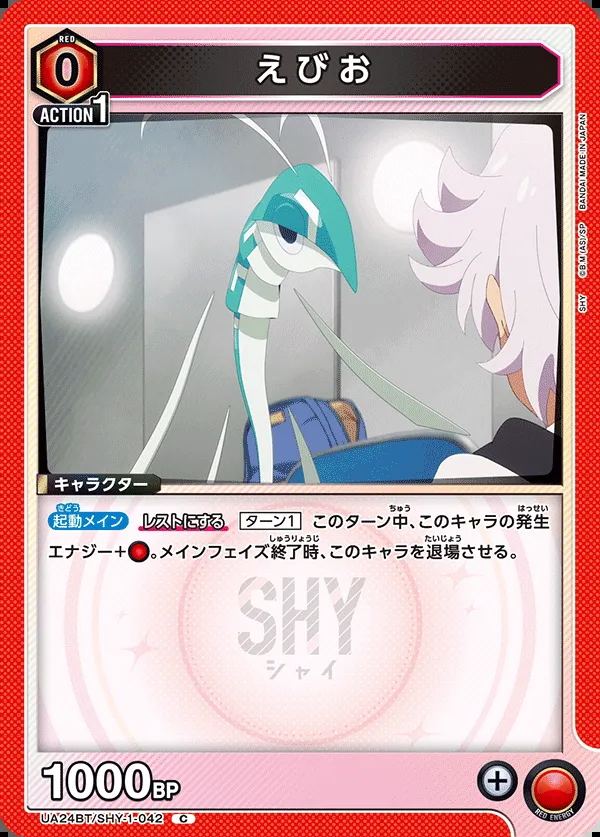 RED
0
ACTION 1
えびお
SHY ©B.M (AS)/SP BANDAI MADE IN JAPAN
キャラクター
起動メイン レストにする ターン1 このターン中、このキャラの発生
エナジー+ 。メインフェイズ終了時、このキャラを退場させる。
きどう ちゅう はっせい
しゅうりょうじ たいじょう
SHY
シャイ
1000BP
+
RED ENERGY
UA24BT/SHY-1-042 C